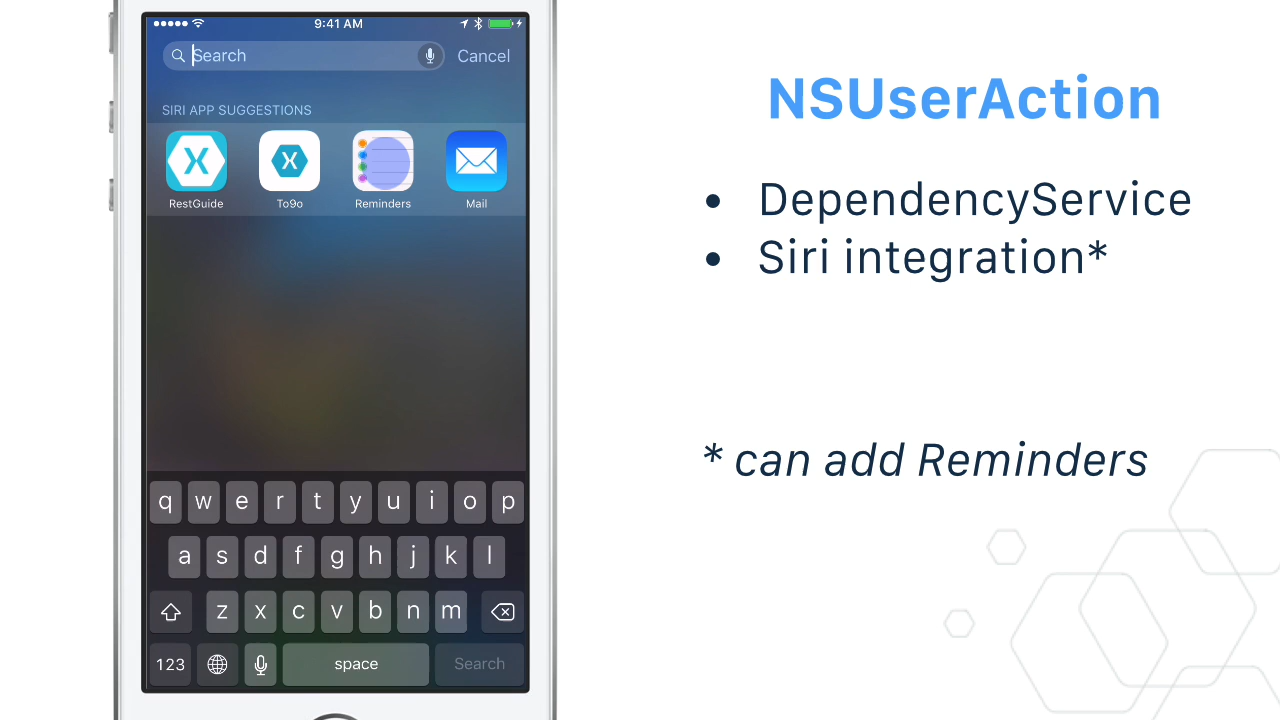 9:41 AM
Search
Cancel
SIRI APP SUGGESTIONS
RestGuide
To9o
Reminders
Mail
q w e r t y u i o p
a s d f g h j k l
z x c v b n m
123
space
Search
NSUserAction
• DependencyService
• Siri integration*
* can add Reminders